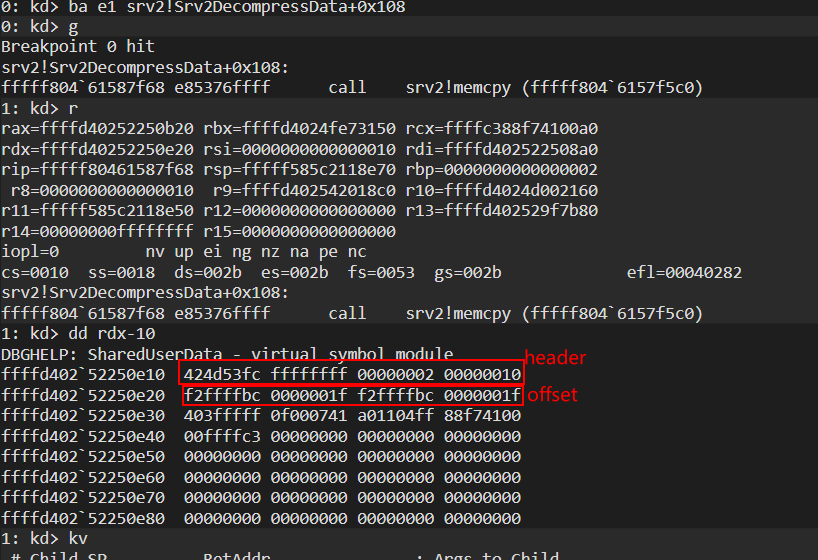 0: kd> ba e1 srv2!Srv2DecompressData+0x108
0: kd> g
Breakpoint 0 hit
srv2!Srv2DecompressData+0x108:
fffff804`61587f68 e85376ffff call srv2!memcpy (fffff804`6157f5c0)
1: kd> r
rax=ffffd40252250b20 rbx=ffffd4024fe73150 rcx=ffffc388f74100a0
rdx=ffffd40252250e20 rsi=0000000000000010 rdi=ffffd402522508a0
rip=fffff80461587f68 rsp=fffff585c2118e70 rbp=0000000000000002
r8=0000000000000010 r9=ffffd402542018c0 r10=ffffd4024d002160
r11=fffff585c2118e50 r12=0000000000000000 r13=ffffd402529f7b80
r14=00000000ffffffff r15=0000000000000000
iopl=0 nv up ei ng nz na pe nc
cs=0010 ss=0018 ds=002b es=002b fs=0053 gs=002b efl=00040282
srv2!Srv2DecompressData+0x108:
fffff804`61587f68 e85376ffff call srv2!memcpy (fffff804`6157f5c0)
1: kd> dd rdx-10
DBGHELP: SharedUserData - virtual symbol module
header
ffffd402`52250e10 424d53fc ffffffff 00000002 00000010
ffffd402`52250e20 f2ffffbc 0000001f f2ffffbc 0000001f offset
ffffd402`52250e30 403fffff 0f000741 a01104ff 88f74100
ffffd402`52250e40 00ffffc3 00000000 00000000 00000000
ffffd402`52250e50 00000000 00000000 00000000 00000000
ffffd402`52250e60 00000000 00000000 00000000 00000000
ffffd402`52250e70 00000000 00000000 00000000 00000000
ffffd402`52250e80 00000000 00000000 00000000 00000000
1: kd> kv
# Child-SP RetAddr : Args to Child